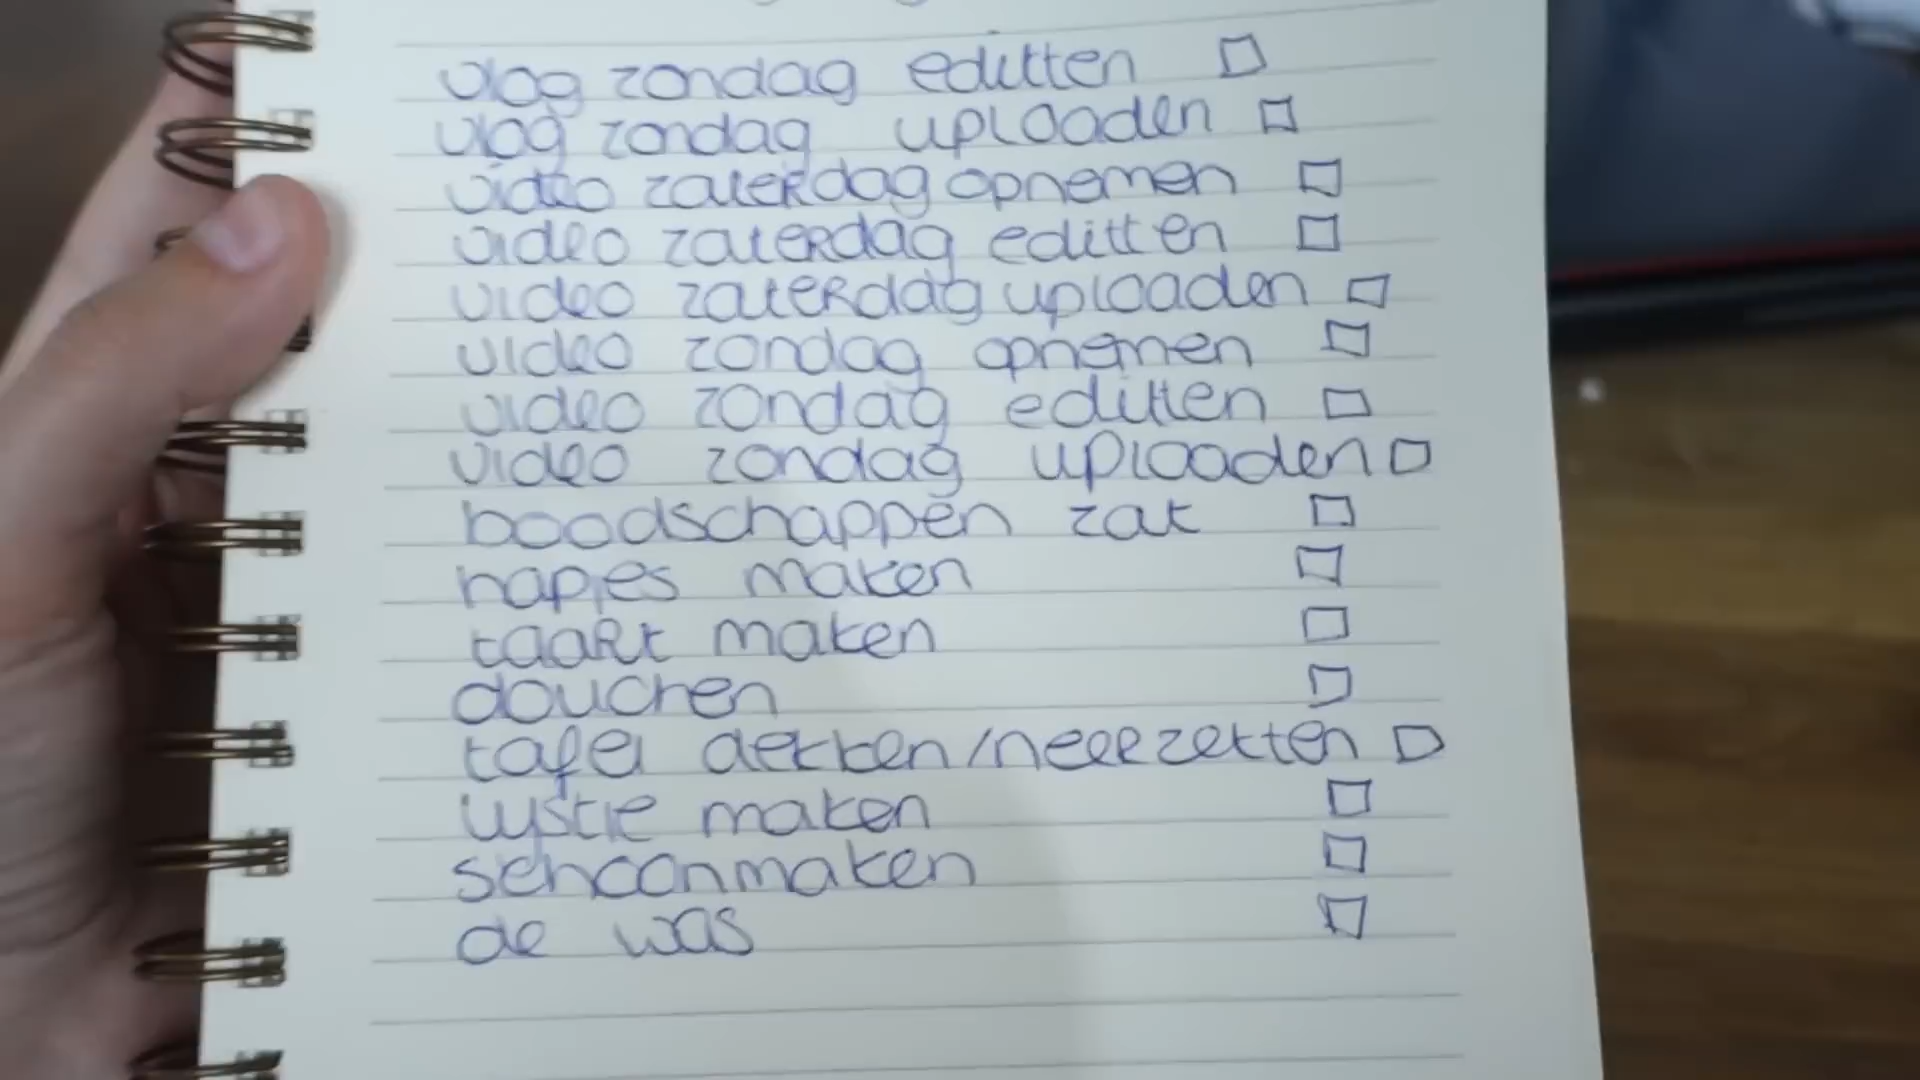 vlog zondag editten □
vlog zondag uploaden □
video zaterdag opnemen □
video zaterdag editten □
video zaterdag uploaden □
video zondag opnemen □
video zondag editten □
video zondag uploaden □
boodschappen zat □
hapjes maken □
taart maken □
douchen □
tafel dekken/neerzetten □
lijstje maken □
schoonmaken □
de was □